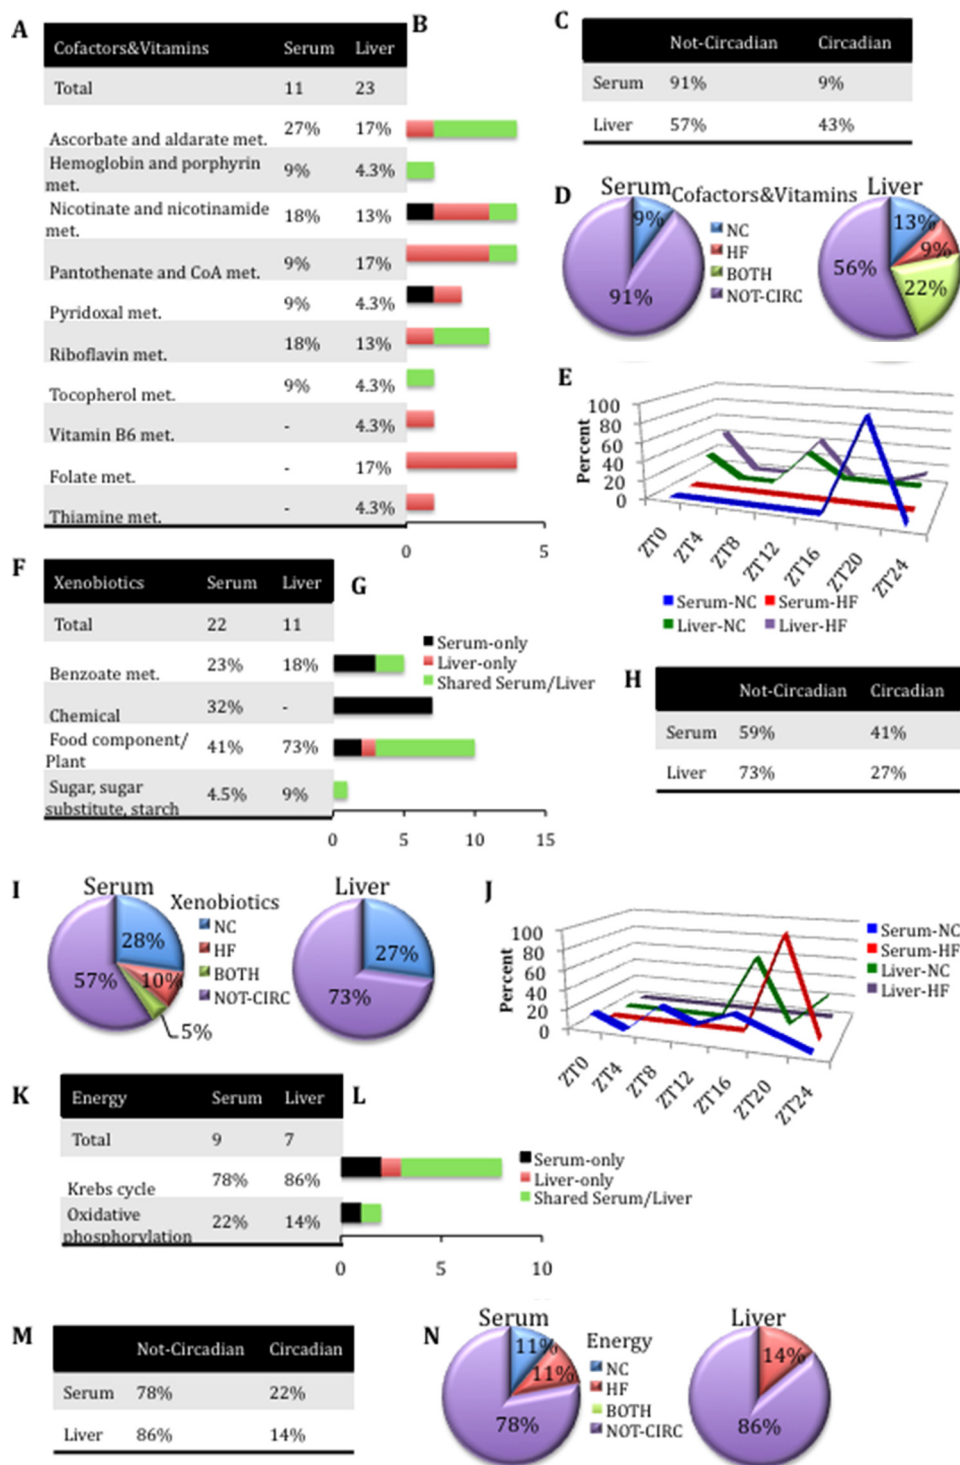 A
Cofactors&Vitamins Serum Liver
Total 11 23
Ascorbate and aldarate met. 27% 17%
Hemoglobin and porphyrin
met. 9% 4.3%
Nicotinate and nicotinamide
met. 18% 13%
Pantothenate and CoA met. 9% 17%
Pyridoxal met. 9% 4.3%
Riboflavin met. 18% 13%
Tocopherol met. 9% 4.3%
Vitamin B6 met. - 4.3%
Folate met. - 17%
Thiamine met. - 4.3%
B
0 5
C
Not-Circadian Circadian
Serum 91% 9%
Liver 57% 43%
D
Serum Cofactors&Vitamins Liver
9%
91%
NC
HF
BOTH
NOT-CIRC
13%
9%
22%
56%
E
Percent
100
80
60
40
20
0
ZT0 ZT4 ZT8 ZT12 ZT16 ZT20 ZT24
Serum-NC Serum-HF
Liver-NC Liver-HF
F
Xenobiotics Serum Liver
Total 22 11
Benzoate met. 23% 18%
Chemical 32% -
Food component/
Plant 41% 73%
Sugar, sugar
substitute, starch 4.5% 9%
G
Serum-only
Liver-only
Shared Serum/Liver
0 5 10 15
H
Not-Circadian Circadian
Serum 59% 41%
Liver 73% 27%
I
Serum Xenobiotics Liver
28%
10%
5%
57%
NC
HF
BOTH
NOT-CIRC
27%
73%
J
Percent
100
80
60
40
20
0
ZT0 ZT4 ZT8 ZT12 ZT16 ZT20 ZT24
Serum-NC
Serum-HF
Liver-NC
Liver-HF
K
Energy Serum Liver
Total 9 7
Krebs cycle 78% 86%
Oxidative
phosphorylation 22% 14%
L
Serum-only
Liver-only
Shared Serum/Liver
0 5 10
M
Not-Circadian Circadian
Serum 78% 22%
Liver 86% 14%
N
Serum Energy Liver
11%
11%
78%
NC
HF
BOTH
NOT-CIRC
14%
86%